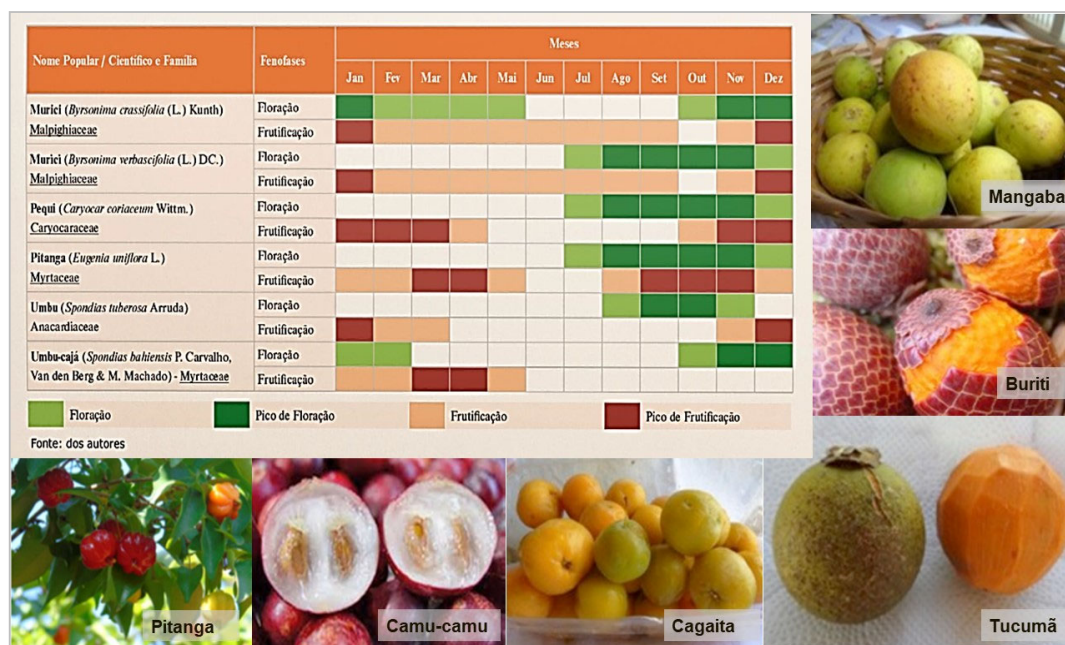 Nome Popular / Científico e Família
Fenofases
Meses
Jan Fev Mar Abr Mai Jun Jul Ago Set Out Nov Dez
Murici (Byrsonima crassifolia (L.) Kunth)
Malpighiaceae
Floração
Frutificação
Murici (Byrsonima verbascifolia (L.) DC.)
Malpighiaceae
Floração
Frutificação
Pequi (Caryocar coriaceum Wittm.)
Caryocaraceae
Floração
Frutificação
Pitanga (Eugenia uniflora L.)
Myrtaceae
Floração
Frutificação
Umbu (Spondias tuberosa Arruda)
Anacardiaceae
Floração
Frutificação
Umbu-cajá (Spondias bahiensis P. Carvalho,
Van den Berg & M. Machado) - Myrtaceae
Floração
Frutificação
Floração
Pico de Floração
Frutificação
Pico de Frutificação
Fonte: dos autores
Mangaba
Buriti
Pitanga
Camu-camu
Cagaita
Tucumã